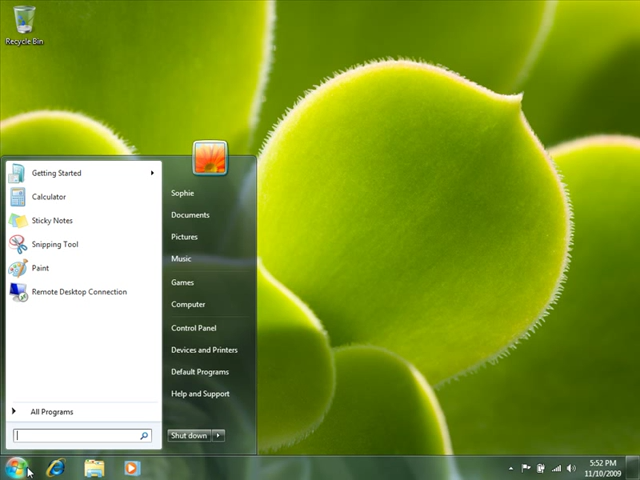 Recycle Bin
Getting Started
Calculator
Sticky Notes
Snipping Tool
Paint
Remote Desktop Connection
All Programs
Sophie
Documents
Pictures
Music
Games
Computer
Control Panel
Devices and Printers
Default Programs
Help and Support
Shut down
5:52 PM
11/10/2009